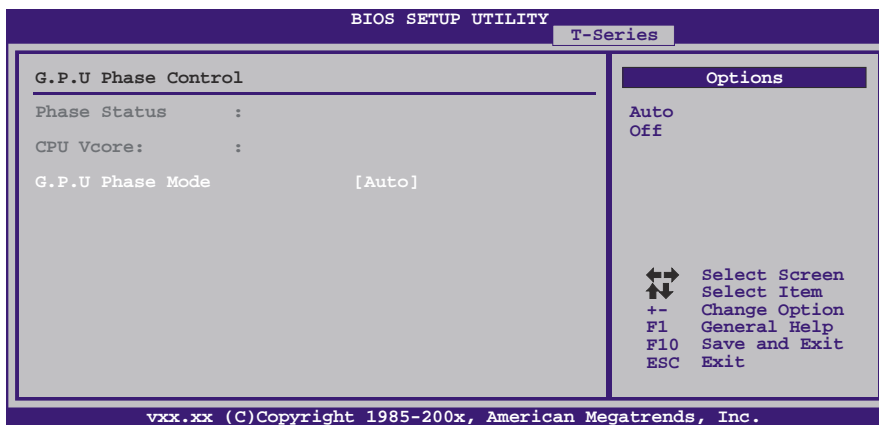 BIOS SETUP UTILITY
T-Series
G.P.U Phase Control
Phase Status :
CPU Vcore: :
G.P.U Phase Mode [Auto]
Options
Auto
Off
Select Screen
Select Item
+- Change Option
F1 General Help
F10 Save and Exit
ESC Exit
vxx.xx (C)Copyright 1985-200x, American Megatrends, Inc.